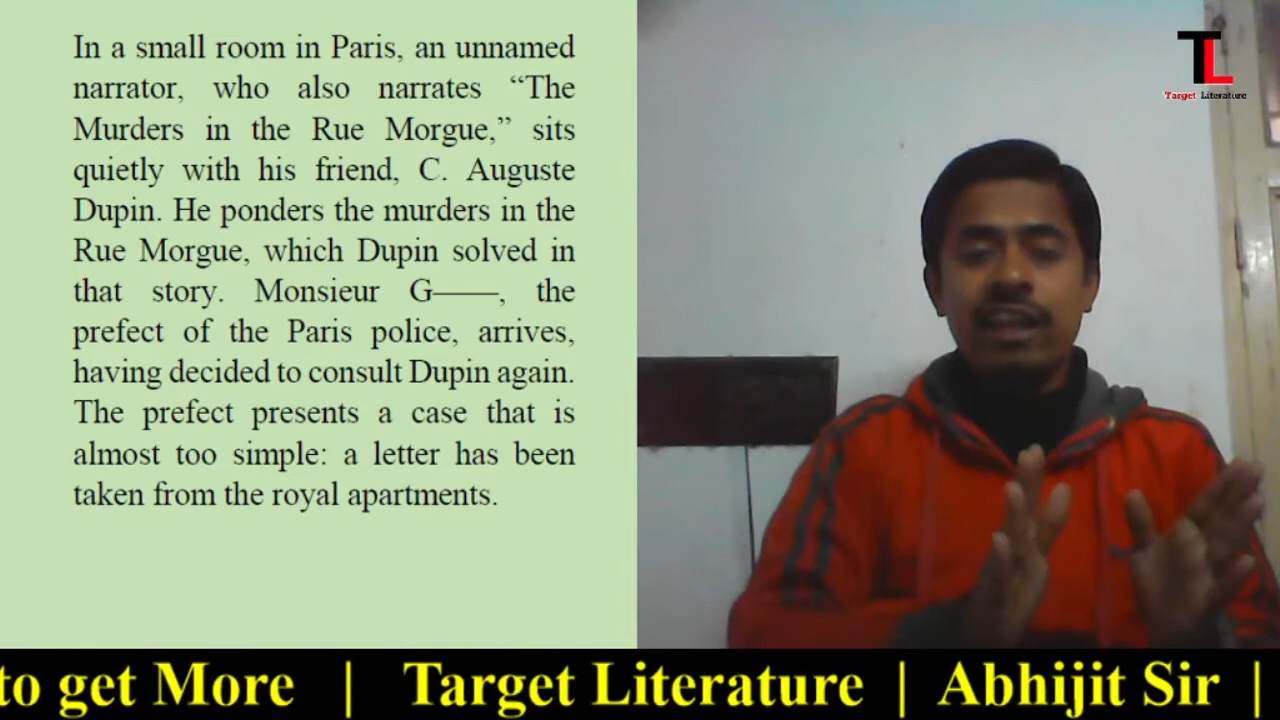 In a small room in Paris, an unnamed
narrator, who also narrates “The
Murders in the Rue Morgue,” sits
quietly with his friend, C. Auguste
Dupin. He ponders the murders in the
Rue Morgue, which Dupin solved in
that story. Monsieur G——, the
prefect of the Paris police, arrives,
having decided to consult Dupin again.
The prefect presents a case that is
almost too simple: a letter has been
taken from the royal apartments.
TL
Target Literature
to get More | Target Literature | Abhijit Sir |